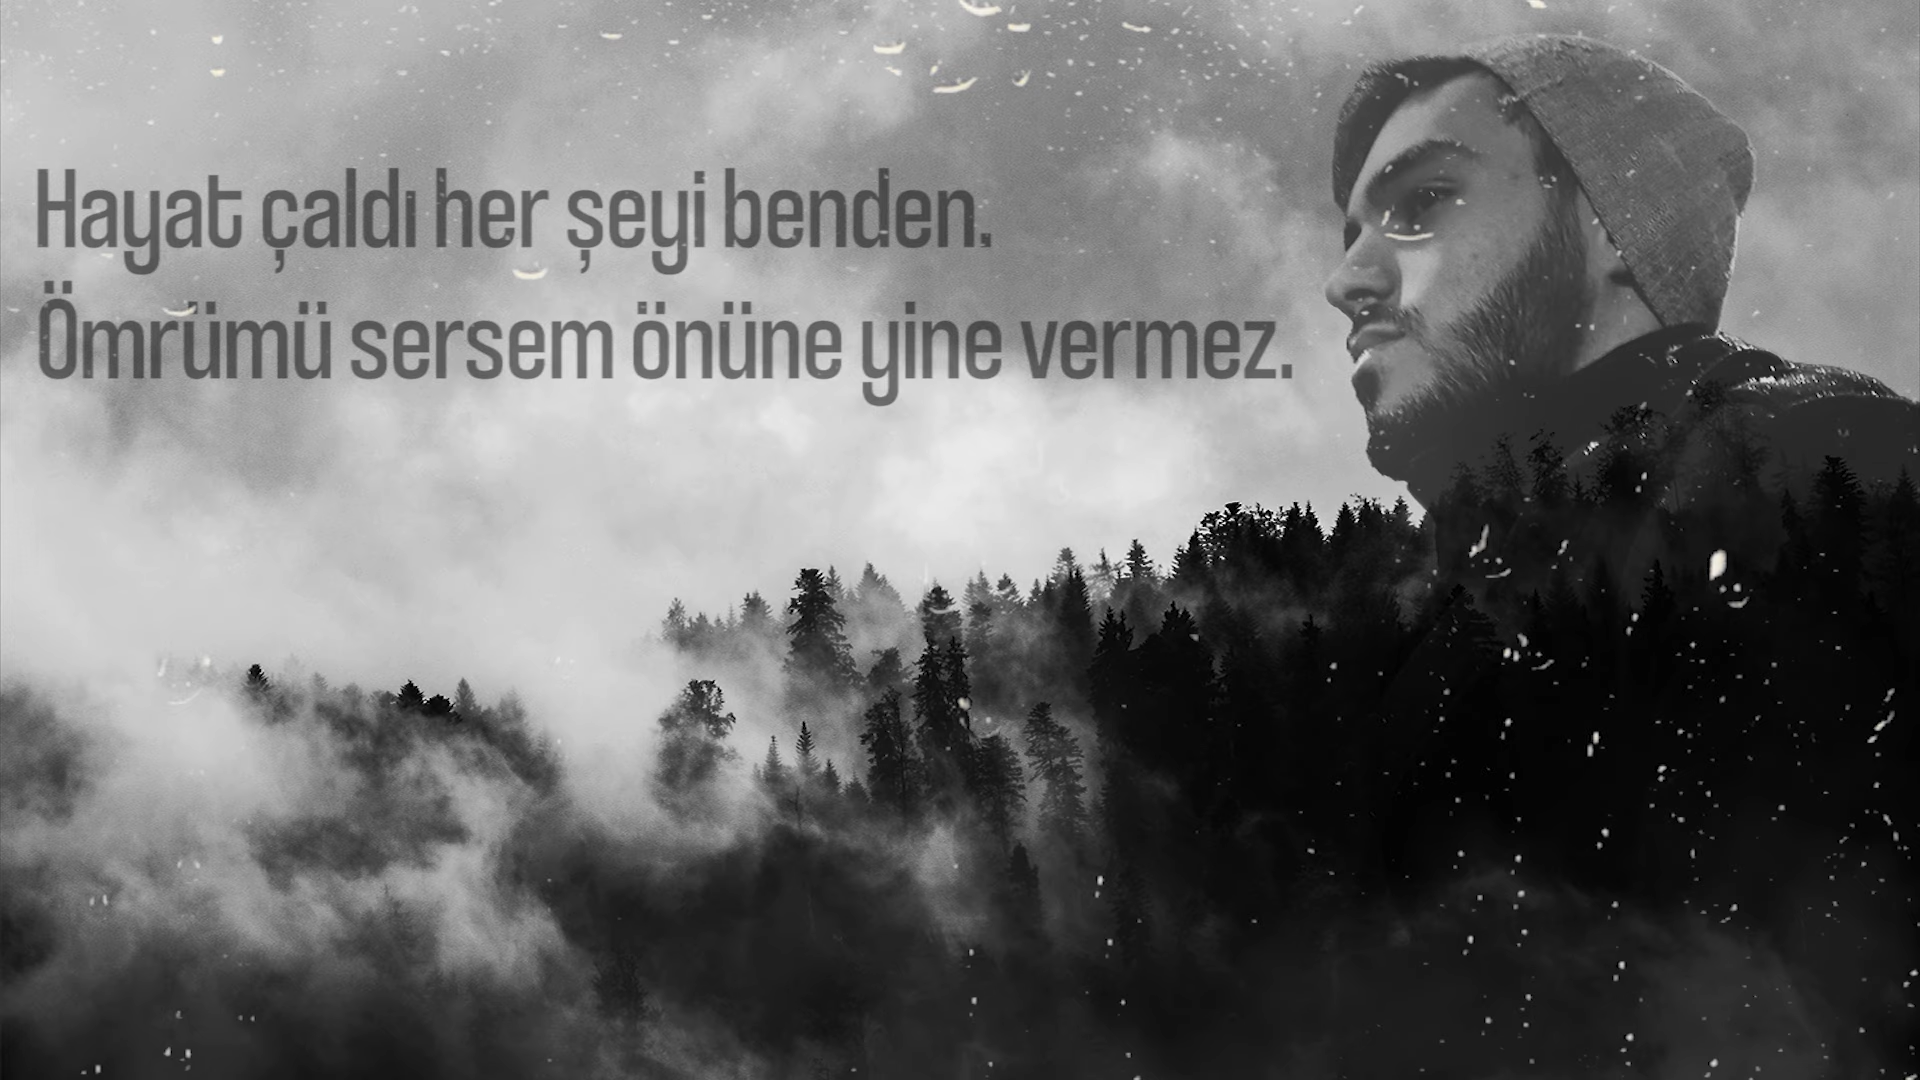 Hayat çaldı her şeyi benden.
Ömrümü sersem önüne yine vermez.